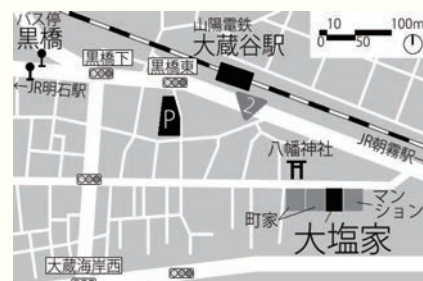 バス停
黒橋
山陽電鉄
大蔵谷駅
10 100m
0 50
黒橋下
黒橋東
←JR明石駅
P
2
JR朝霧駅→
八幡神社
町家
マン
ション
大塩家
大蔵海岸西